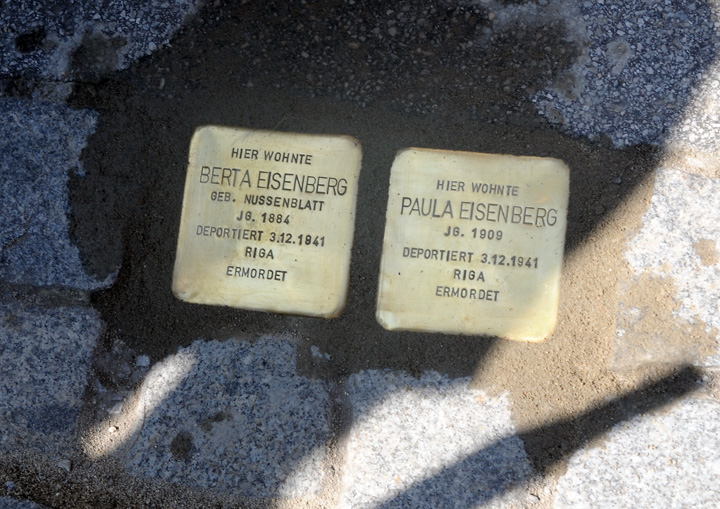 HIER WOHNTE
BERTA EISENBERG
GEB. NUSSENBLATT
JG. 1884
DEPORTIERT 3.12.1941
RIGA
ERMORDET
HIER WOHNTE
PAULA EISENBERG
JG. 1909
DEPORTIERT 3.12.1941
RIGA
ERMORDET